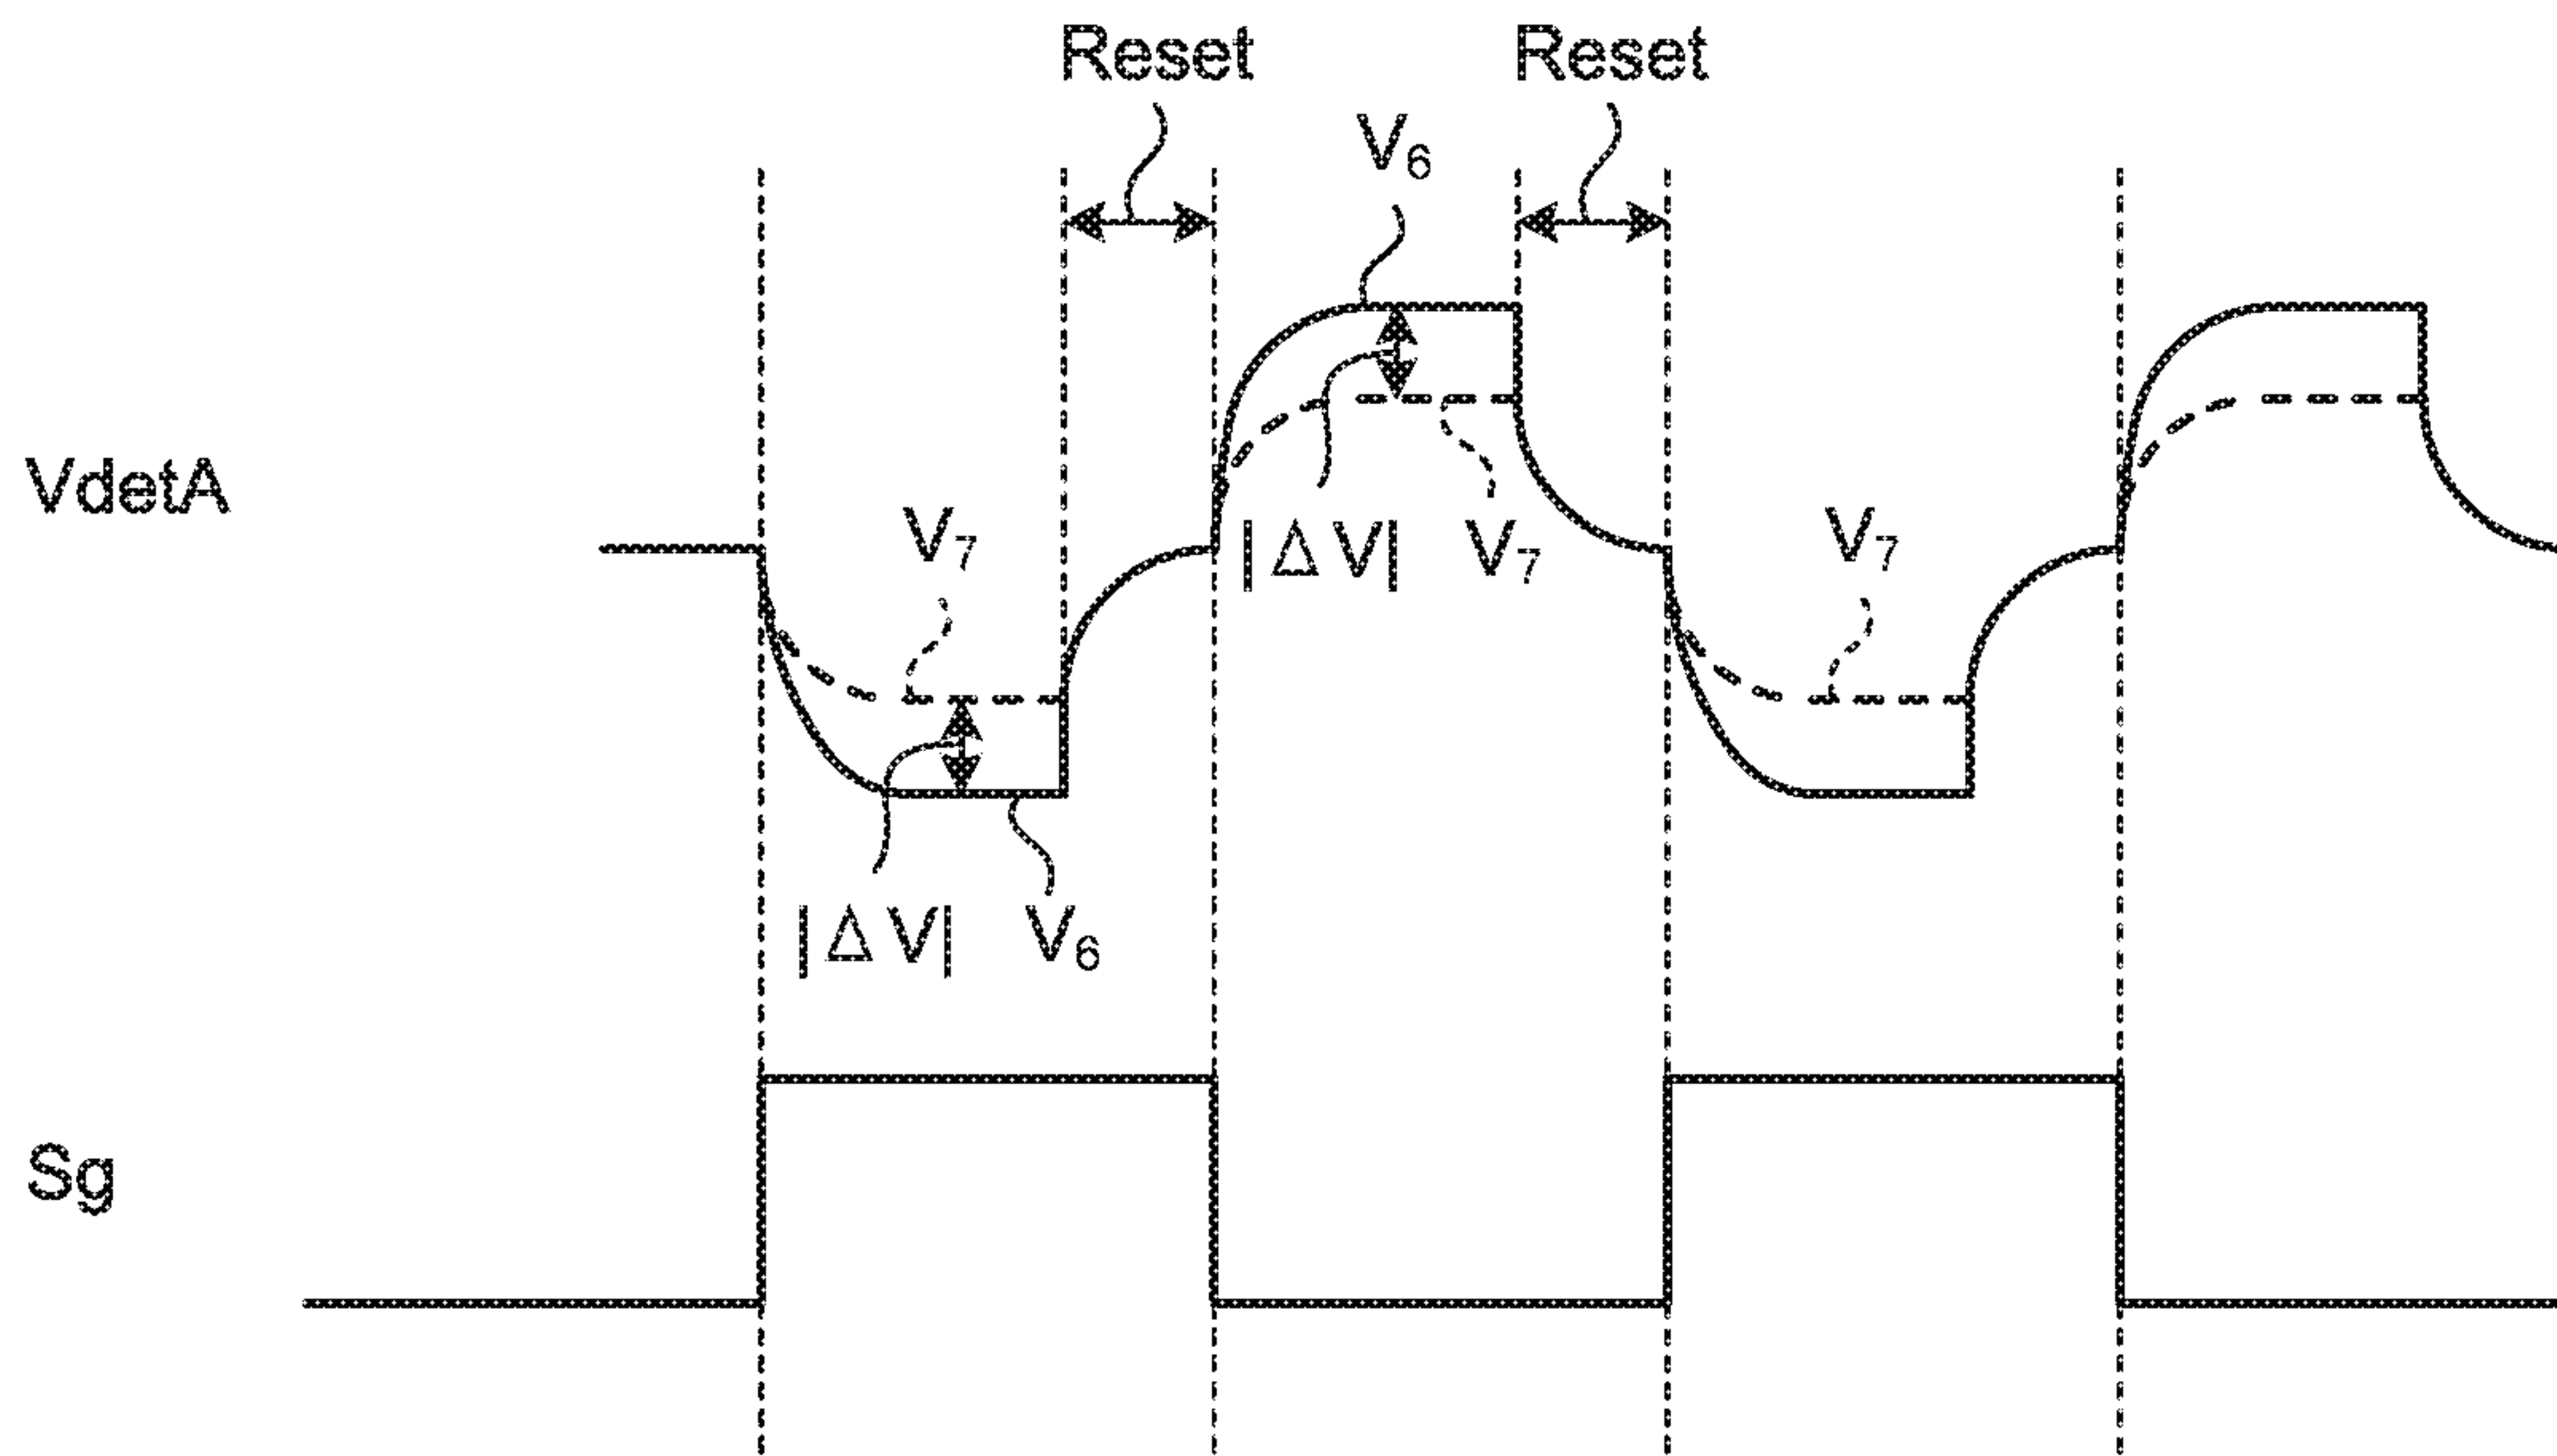 Reset
Reset
V₆
VdetA
V₇
|ΔV|
V₇
V₇
|ΔV|
V₆
Sg